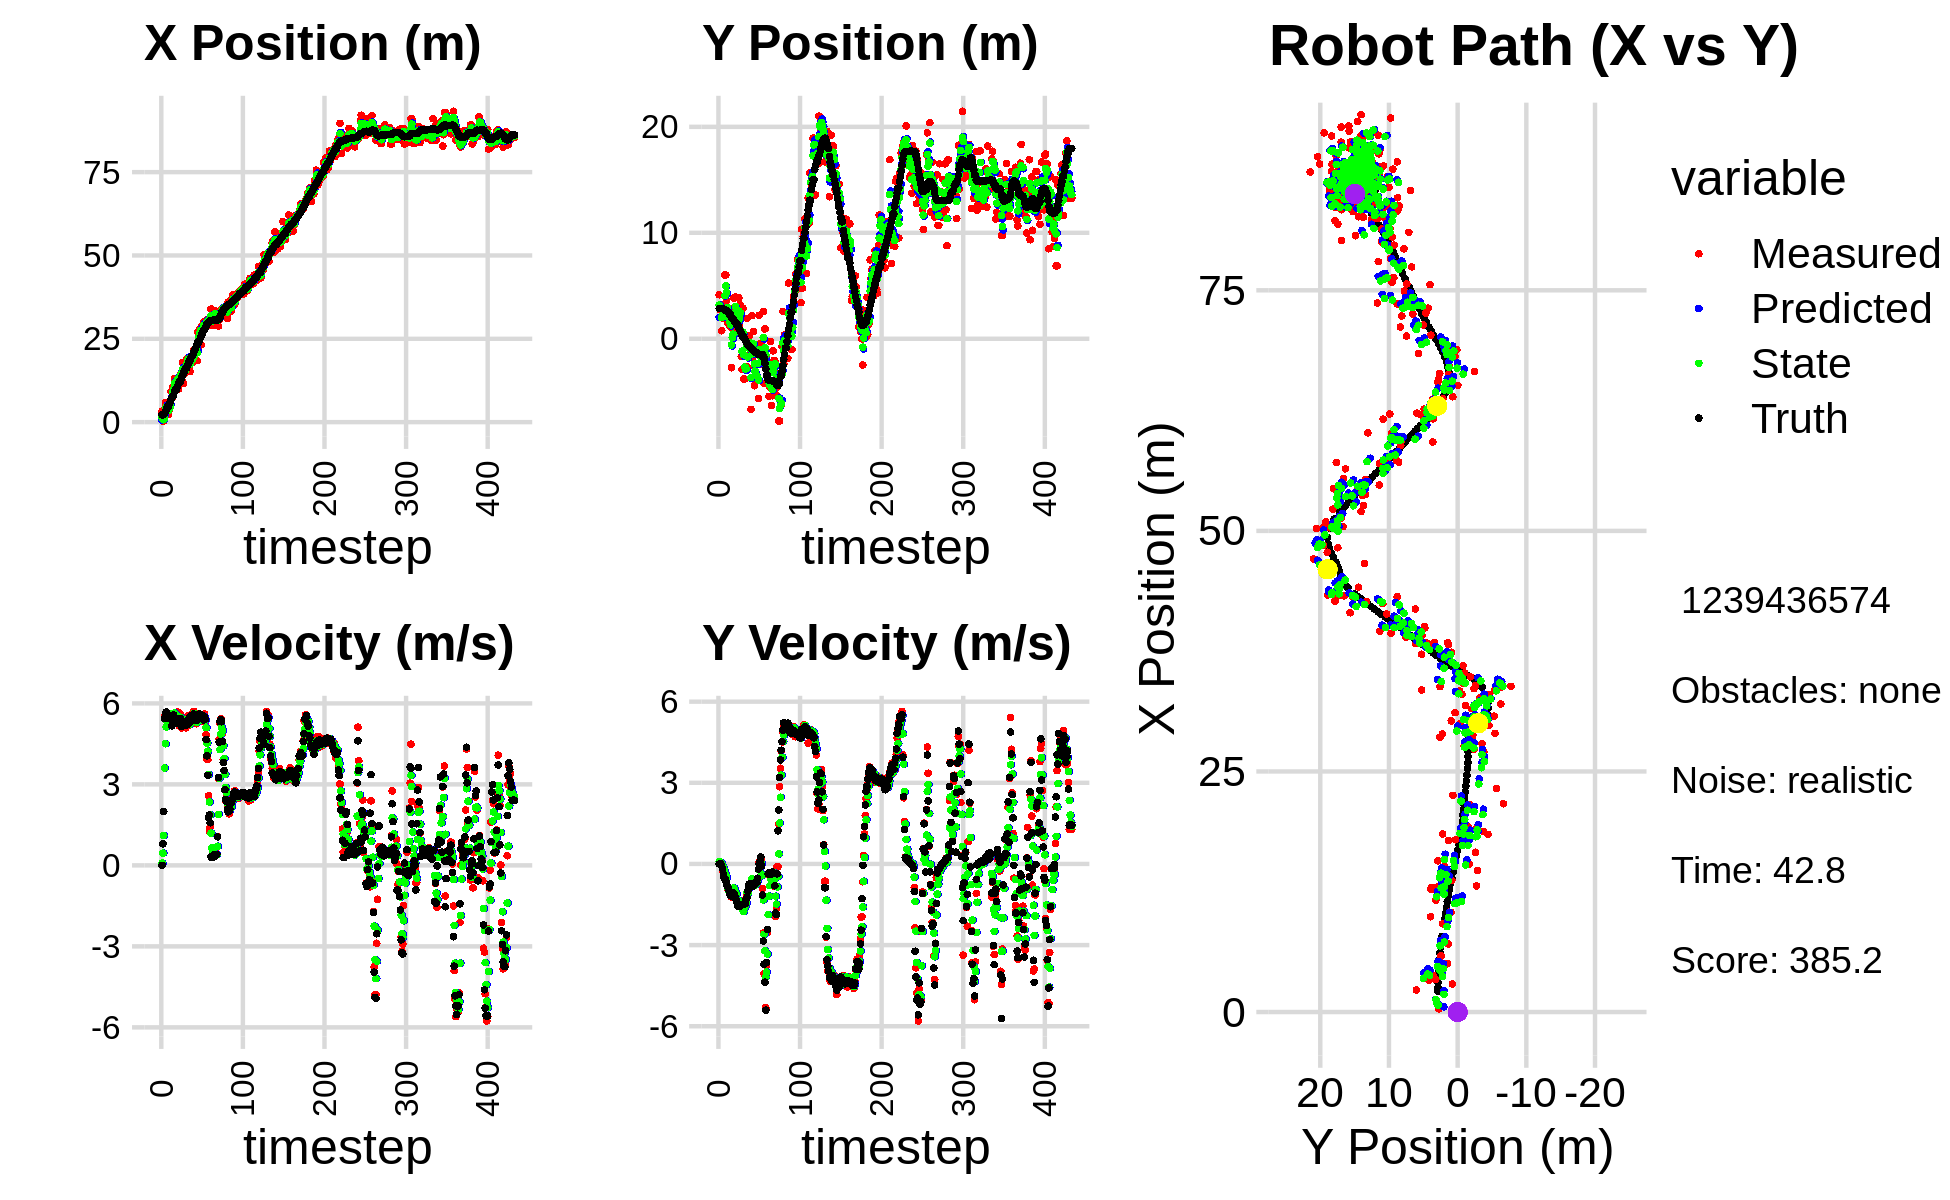 X Position (m)
75
50
25
0
0
100
200
300
400
timestep
Y Position (m)
20
10
0
0
100
200
300
400
timestep
X Velocity (m/s)
6
3
0
-3
-6
0
100
200
300
400
timestep
Y Velocity (m/s)
6
3
0
-3
-6
0
100
200
300
400
timestep
Robot Path (X vs Y)
X Position (m)
75
50
25
0
20 10 0 -10 -20
Y Position (m)
variable
Measured
Predicted
State
Truth
1239436574
Obstacles: none
Noise: realistic
Time: 42.8
Score: 385.2